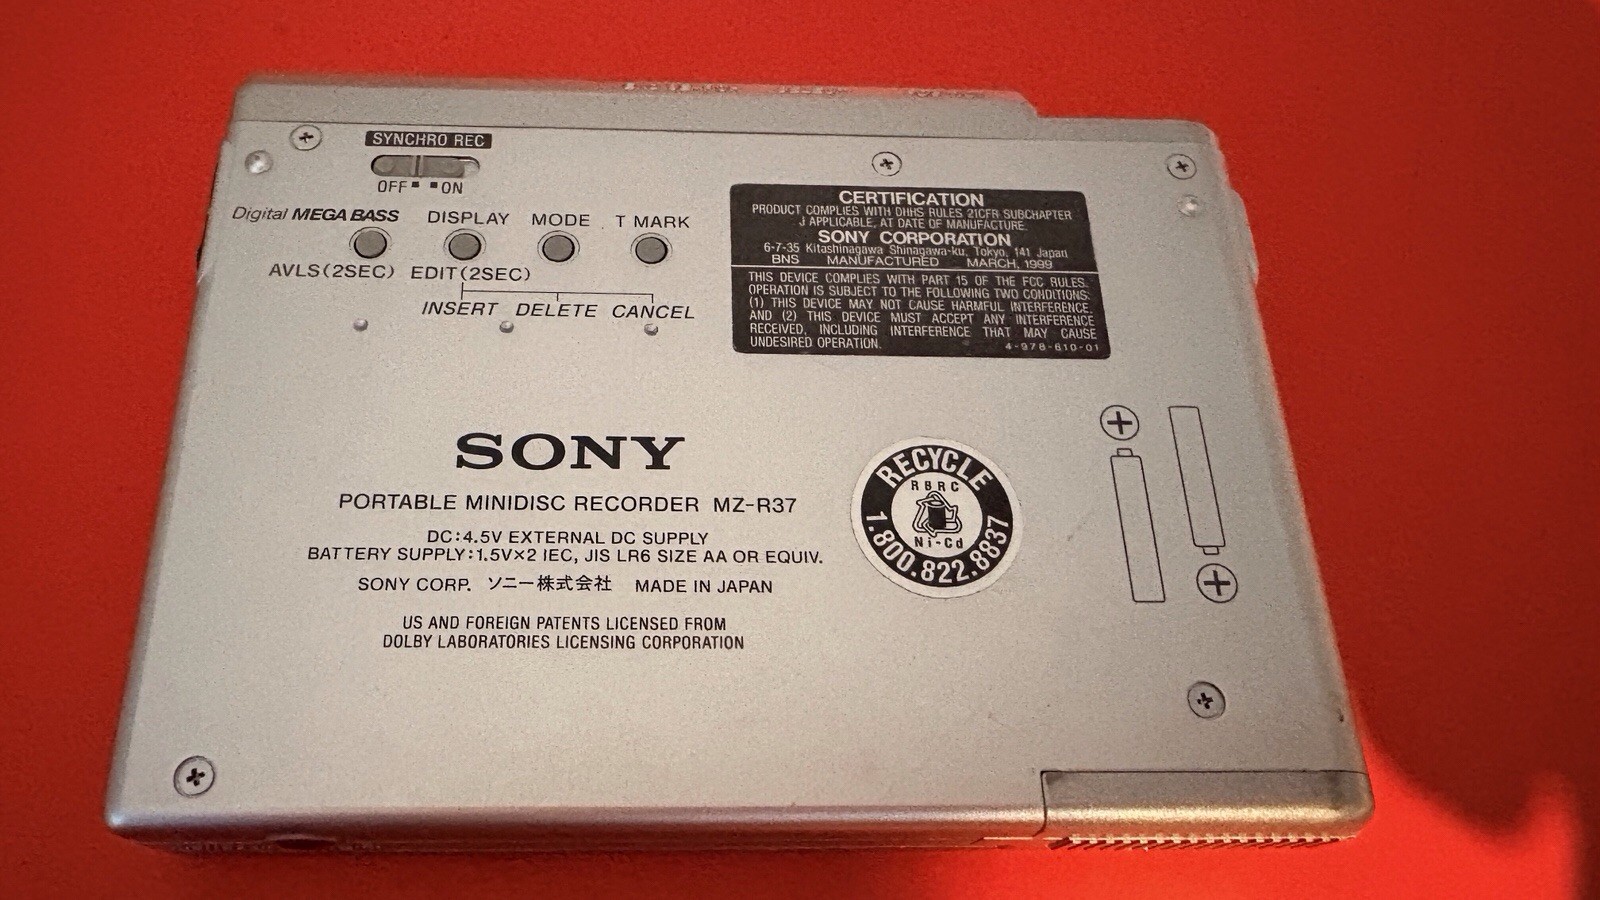 SYNCHRO REC
OFF ON
Digital MEGA BASS DISPLAY MODE T MARK
AVLS(2SEC) EDIT(2SEC)
INSERT DELETE CANCEL
CERTIFICATION
PRODUCT COMPLIES WITH DHHS RULES 21CFR SUBCHAPTER
J APPLICABLE, AT DATE OF MANUFACTURE.
SONY CORPORATION
6-7-35 Kitashinagawa Shinagawa-ku, Tokyo, 141 Japan
BNS MANUFACTURED MARCH, 1999
THIS DEVICE COMPLIES WITH PART 15 OF THE FCC RULES.
OPERATION IS SUBJECT TO THE FOLLOWING TWO CONDITIONS:
(1) THIS DEVICE MAY NOT CAUSE HARMFUL INTERFERENCE,
AND (2) THIS DEVICE MUST ACCEPT ANY INTERFERENCE
RECEIVED, INCLUDING INTERFERENCE THAT MAY CAUSE
UNDESIRED OPERATION. 4-978-610-01
SONY
PORTABLE MINIDISC RECORDER MZ-R37
DC:4.5V EXTERNAL DC SUPPLY
BATTERY SUPPLY:1.5V×2 IEC, JIS LR6 SIZE AA OR EQUIV.
SONY CORP. ソニー株式会社 MADE IN JAPAN
US AND FOREIGN PATENTS LICENSED FROM
DOLBY LABORATORIES LICENSING CORPORATION
RECYCLE
RBRC
Ni-Cd
1.800.822.8837
+
+